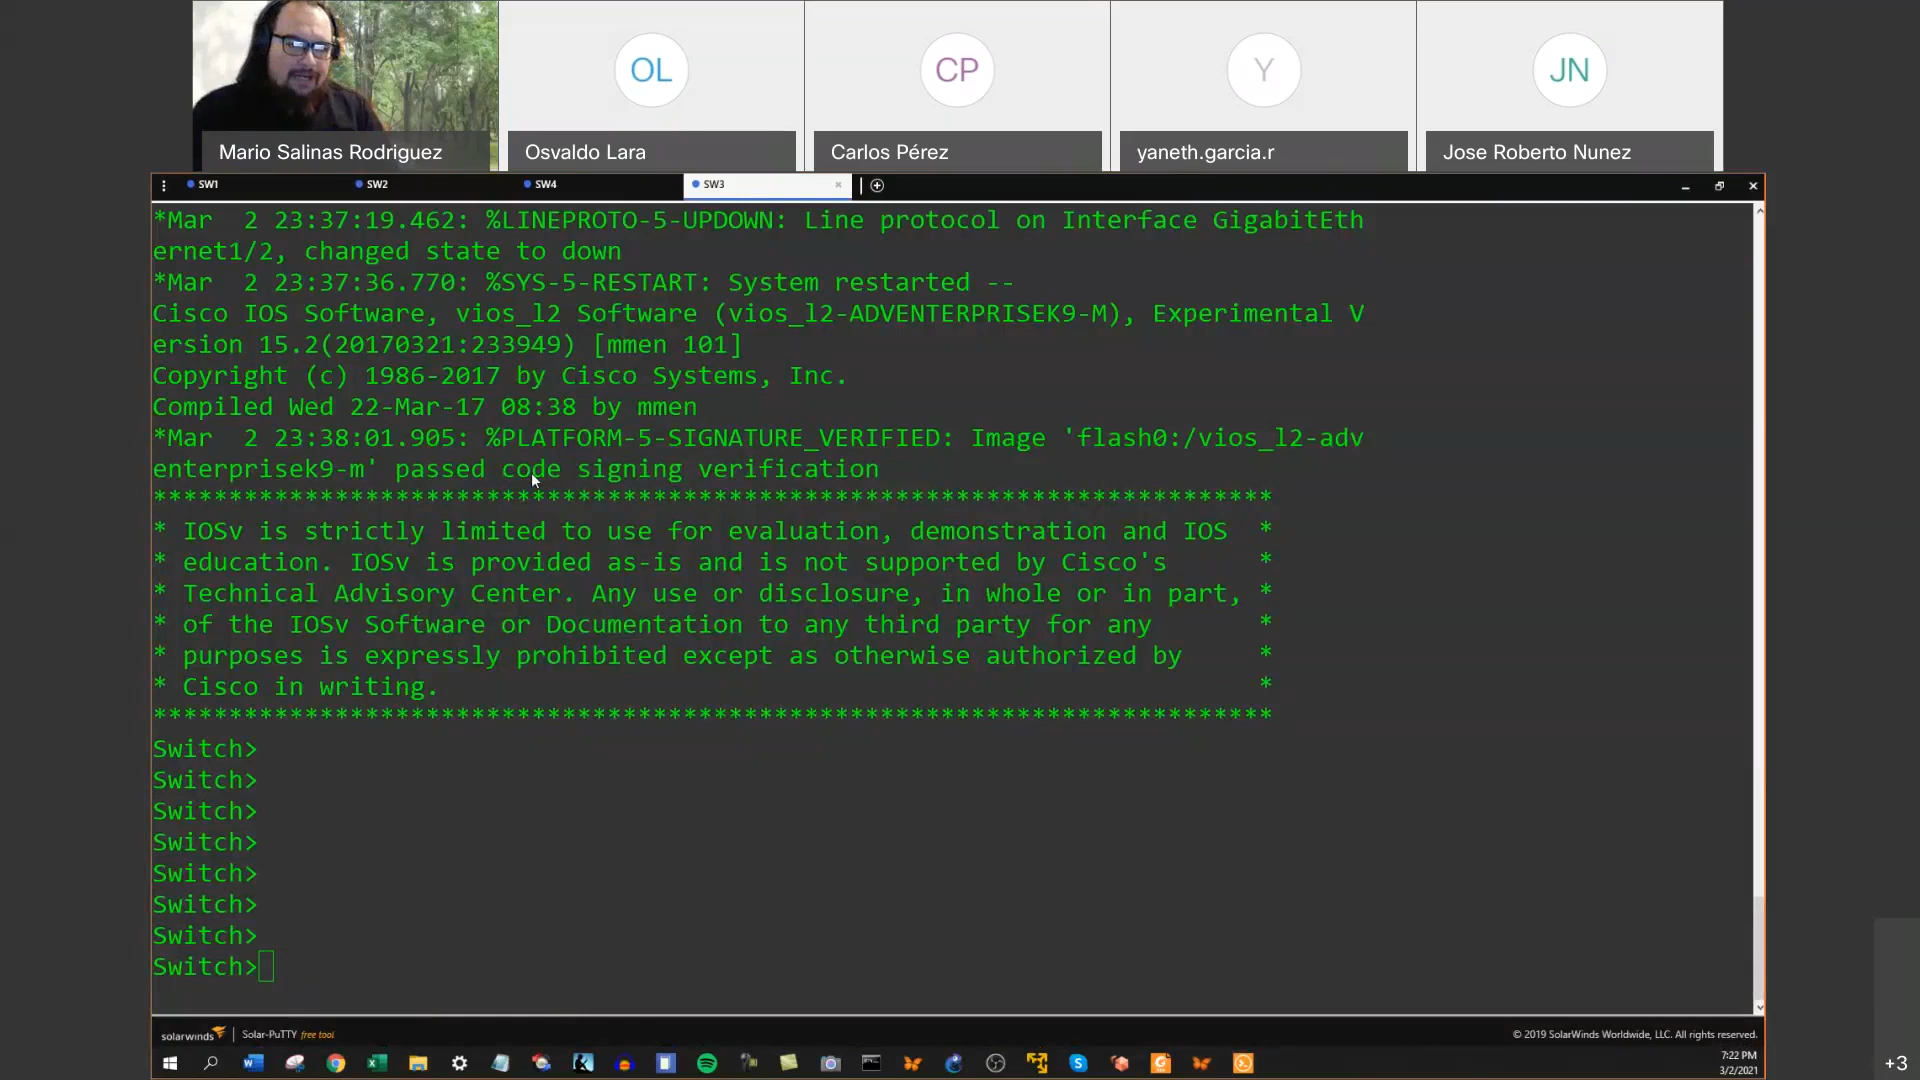 OL
CP
Y
JN
Mario Salinas Rodriguez
Osvaldo Lara
Carlos Pérez
yaneth.garcia.r
Jose Roberto Nunez
SW1
SW2
SW4
SW3
*Mar  2 23:37:19.462: %LINEPROTO-5-UPDOWN: Line protocol on Interface GigabitEth
ernet1/2, changed state to down
*Mar  2 23:37:36.770: %SYS-5-RESTART: System restarted --
Cisco IOS Software, vios_l2 Software (vios_l2-ADVENTERPRISEK9-M), Experimental V
ersion 15.2(20170321:233949) [mmen 101]
Copyright (c) 1986-2017 by Cisco Systems, Inc.
Compiled Wed 22-Mar-17 08:38 by mmen
*Mar  2 23:38:01.905: %PLATFORM-5-SIGNATURE_VERIFIED: Image 'flash0:/vios_l2-adv
enterprisek9-m' passed code signing verification
**************************************************************************
* IOSv is strictly limited to use for evaluation, demonstration and IOS  *
* education. IOSv is provided as-is and is not supported by Cisco's      *
* Technical Advisory Center. Any use or disclosure, in whole or in part, *
* of the IOSv Software or Documentation to any third party for any       *
* purposes is expressly prohibited except as otherwise authorized by     *
* Cisco in writing.                                                      *
**************************************************************************
Switch>
Switch>
Switch>
Switch>
Switch>
Switch>
Switch>
Switch>
solarwinds | Solar-PuTTY free tool
© 2019 SolarWinds Worldwide, LLC. All rights reserved.
7:22 PM
3/2/2021
+3